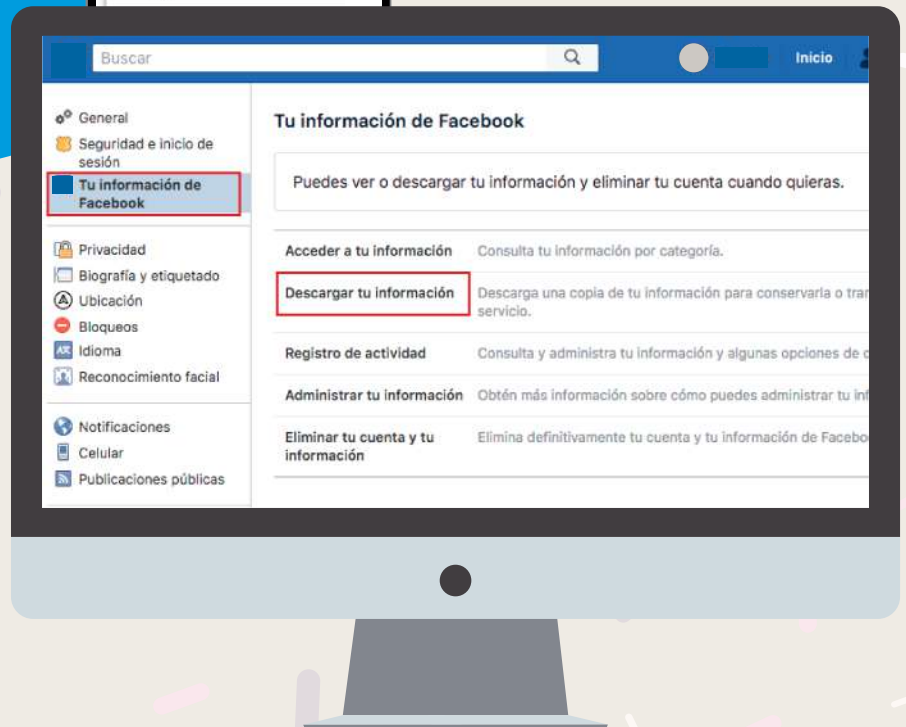 Buscar
Inicio
General
Seguridad e inicio de
sesión
Tu información de
Facebook
Privacidad
Biografía y etiquetado
Ubicación
Bloqueos
Idioma
Reconocimiento facial
Notificaciones
Celular
Publicaciones públicas
Tu información de Facebook
Puedes ver o descargar tu información y eliminar tu cuenta cuando quieras.
Acceder a tu información Consulta tu información por categoría.
Descargar tu información Descarga una copia de tu información para conservarla o
servicio.
Registro de actividad Consulta y administra tu información y algunas opciones de
Administrar tu información Obtén más información sobre cómo puedes administrar tu
Eliminar tu cuenta y tu Elimina definitivamente tu cuenta y tu información de
información